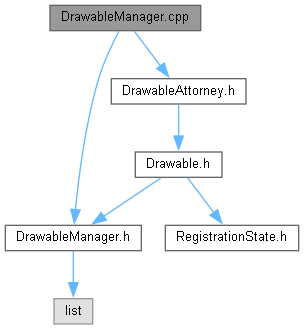 DrawableManager.cpp
DrawableAttorney.h
Drawable.h
DrawableManager.h
RegistrationState.h
list